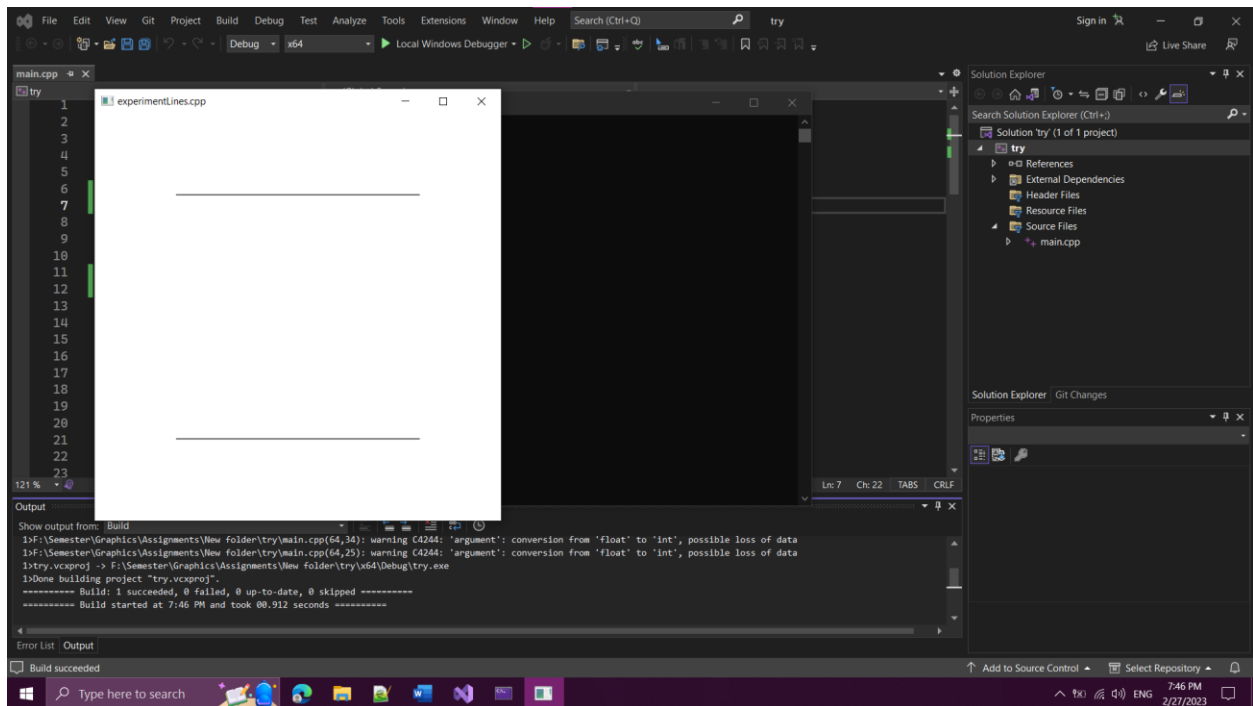 File Edit View Git Project Build Debug Test Analyze Tools Extensions Window Help Search (Ctrl+Q) try Sign in
Debug x64 Local Windows Debugger Live Share
main.cpp
try
experimentLines.cpp
1
2
3
4
5
6
7
8
9
10
11
12
13
14
15
16
17
18
19
20
21
22
23
121 % Ln: 7 Ch: 22 TABS CRLF
Solution Explorer
Search Solution Explorer (Ctrl+;)
Solution 'try' (1 of 1 project)
try
References
External Dependencies
Header Files
Resource Files
Source Files
main.cpp
Solution Explorer Git Changes
Properties
Output
Show output from: Build
1>F:\Semester\Graphics\Assignments\New folder\try\main.cpp(64,34): warning C4244: 'argument': conversion from 'float' to 'int', possible loss of data
1>F:\Semester\Graphics\Assignments\New folder\try\main.cpp(64,25): warning C4244: 'argument': conversion from 'float' to 'int', possible loss of data
1>try.vcxproj -> F:\Semester\Graphics\Assignments\New folder\try\x64\Debug\try.exe
1>Done building project "try.vcxproj".
========== Build: 1 succeeded, 0 failed, 0 up-to-date, 0 skipped ==========
========== Build started at 7:46 PM and took 00.912 seconds ==========
Error List Output
Build succeeded Add to Source Control Select Repository
Type here to search ENG 7:46 PM
2/27/2023